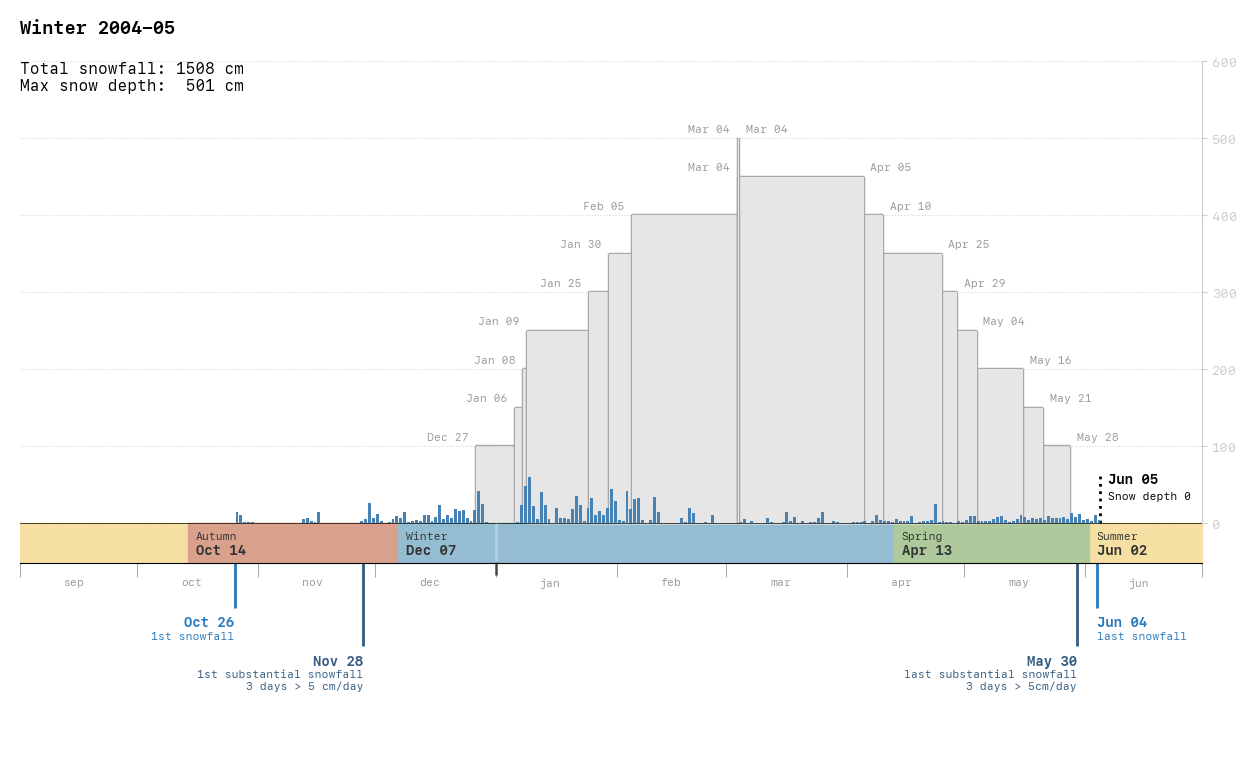 Winter 2004–05
Total snowfall: 1508 cm
Max snow depth:  501 cm
600
Mar 04
Mar 04
500
Mar 04
Apr 05
Feb 05
Apr 10
400
Jan 30
Apr 25
Jan 25
Apr 29
300
Jan 09
May 04
Jan 08
May 16
200
Jan 06
May 21
Dec 27
May 28
100
Jun 05
Snow depth 0
0
Autumn
Oct 14
Winter
Dec 07
Spring
Apr 13
Summer
Jun 02
sep
oct
nov
dec
jan
feb
mar
apr
may
jun
Oct 26
1st snowfall
Jun 04
last snowfall
Nov 28
1st substantial snowfall
3 days > 5 cm/day
May 30
last substantial snowfall
3 days > 5cm/day